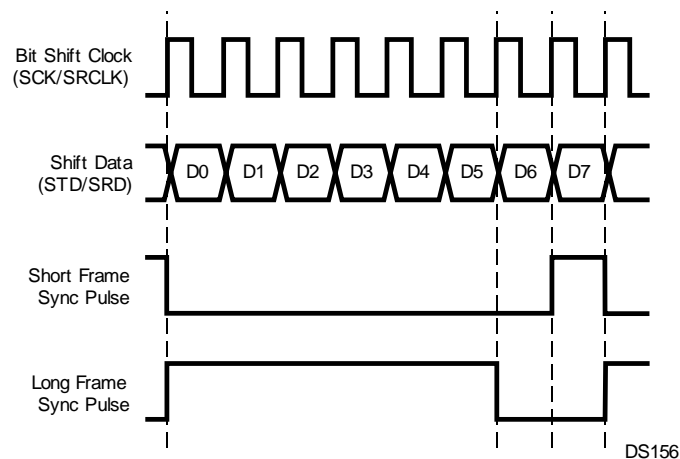 Bit Shift Clock
(SCK/SRCLK)
Shift Data
(STD/SRD)
D0 D1 D2 D3 D4 D5 D6 D7
Short Frame
Sync Pulse
Long Frame
Sync Pulse
DS156